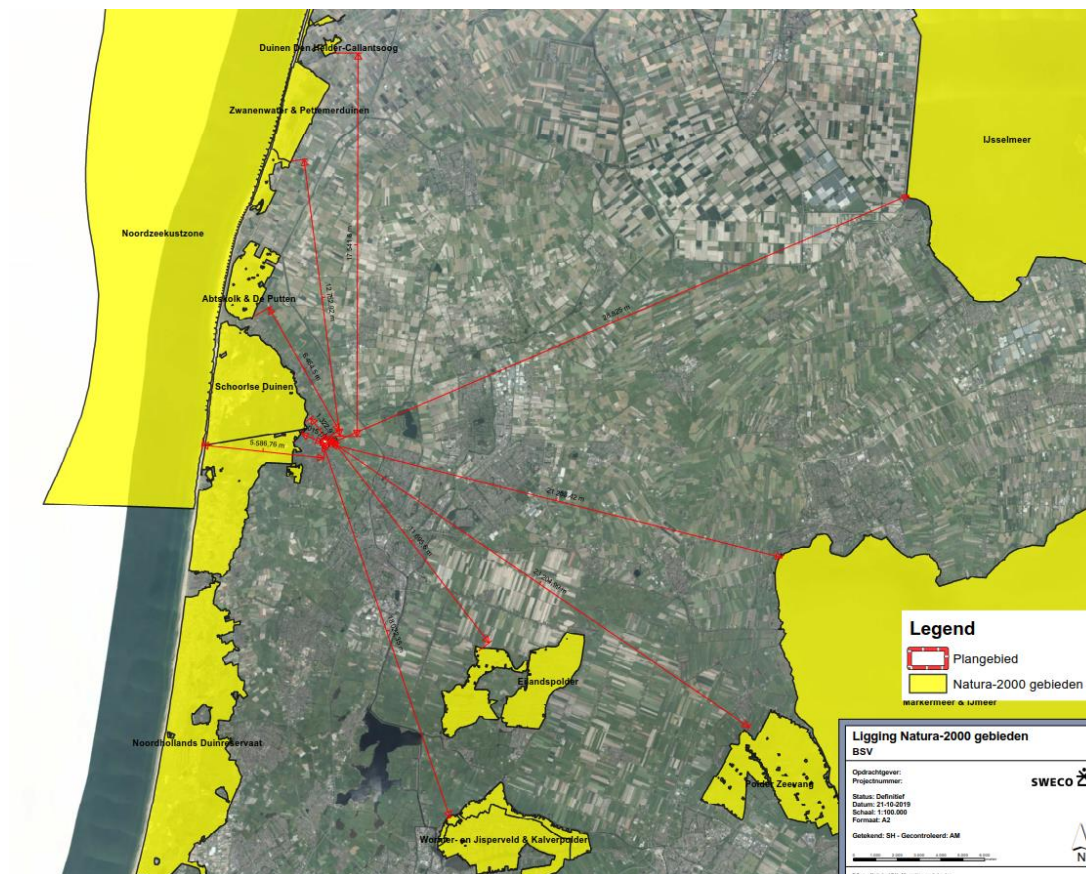 Duinen Den Helder-Callantsoog
Zwanenwater & Pettemerduinen
IJsselmeer
Noordzeekustzone
Abtskolk & De Putten
Schoorlse Duinen
5.586,76 m
Eilandspolder
Noordhollands Duinreservaat
Polder Zeevang
Wormer- en Jisperveld & Kalverpolder
Markermeer & IJmeer
Legend
Plangebied
Natura-2000 gebieden
Ligging Natura-2000 gebieden
BSV
Opdrachtgever:
Projectnummer:
SWECO
Status: Definitief
Datum: 21-10-2019
Schaal: 1:100.000
Formaat: A2
Getekend: SH - Gecontroleerd: AM
N